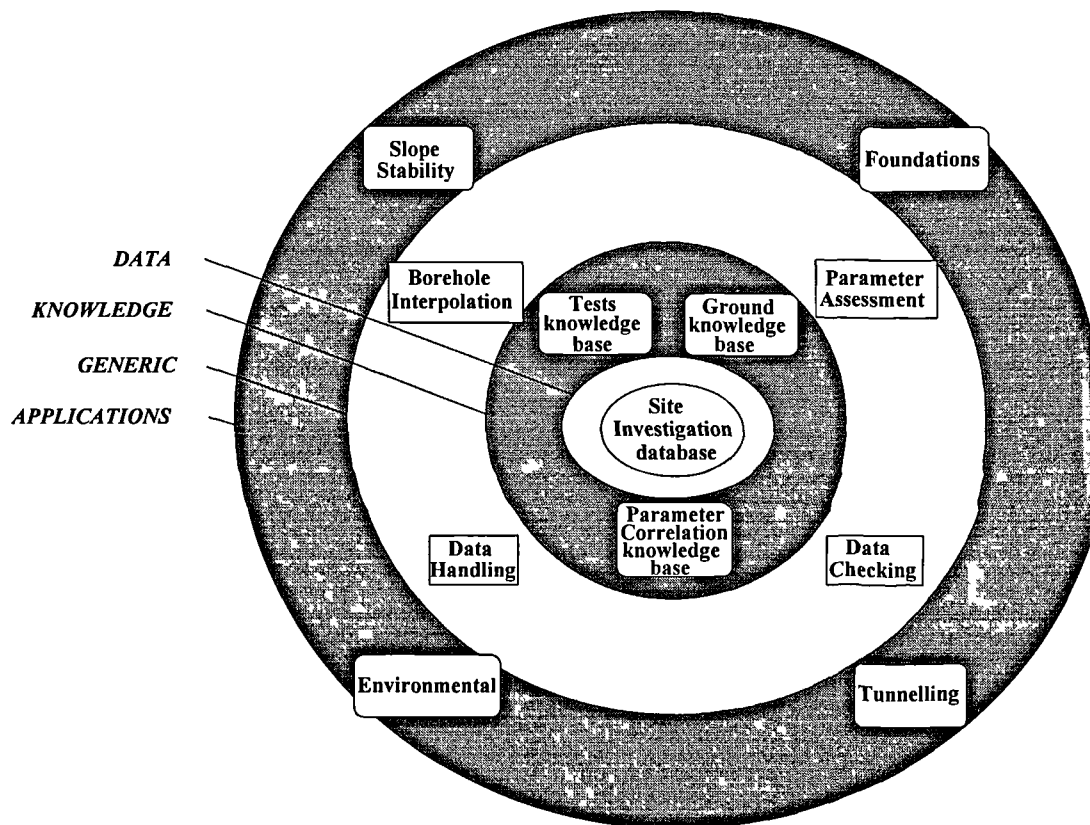 Slope
Stability
Foundations
DATA
KNOWLEDGE
GENERIC
APPLICATIONS
Borehole
Interpolation
Parameter
Assessment
Tests
knowledge
base
Ground
knowledge
base
Site
Investigation
database
Parameter
Correlation
knowledge
base
Data
Handling
Data
Checking
Environmental
Tunnelling